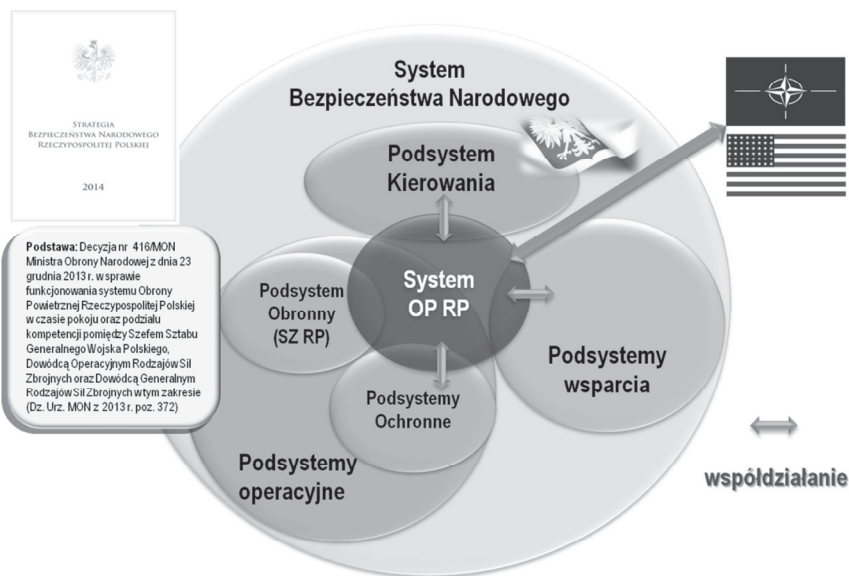 STRATEGIA
BEZPIECZEŃSTWA NARODOWEGO
RZECZYPOSPOLITEJ POLSKIEJ
2014
Podstawa: Decyzja nr 416/MON
Ministra Obrony Narodowej z dnia 23
grudnia 2013 r. w sprawie
funkcjonowania systemu Obrony
Powietrznej Rzeczypospolitej Polskiej
w czasie pokoju oraz podziału
kompetencji pomiędzy Szefem Sztabu
Generalnego Wojska Polskiego,
Dowódcą Operacyjnym Rodzajów Sił
Zbrojnych oraz Dowódcą Generalnym
Rodzajów Sił Zbrojnych w tym zakresie
(Dz. Urz. MON z 2013 r. poz. 372)
System
Bezpieczeństwa Narodowego
Podsystem
Kierowania
System
OP RP
Podsystem
Obronny
(SZ RP)
Podsystemy
Ochronne
Podsystemy
operacyjne
Podsystemy
wsparcia
współdziałanie